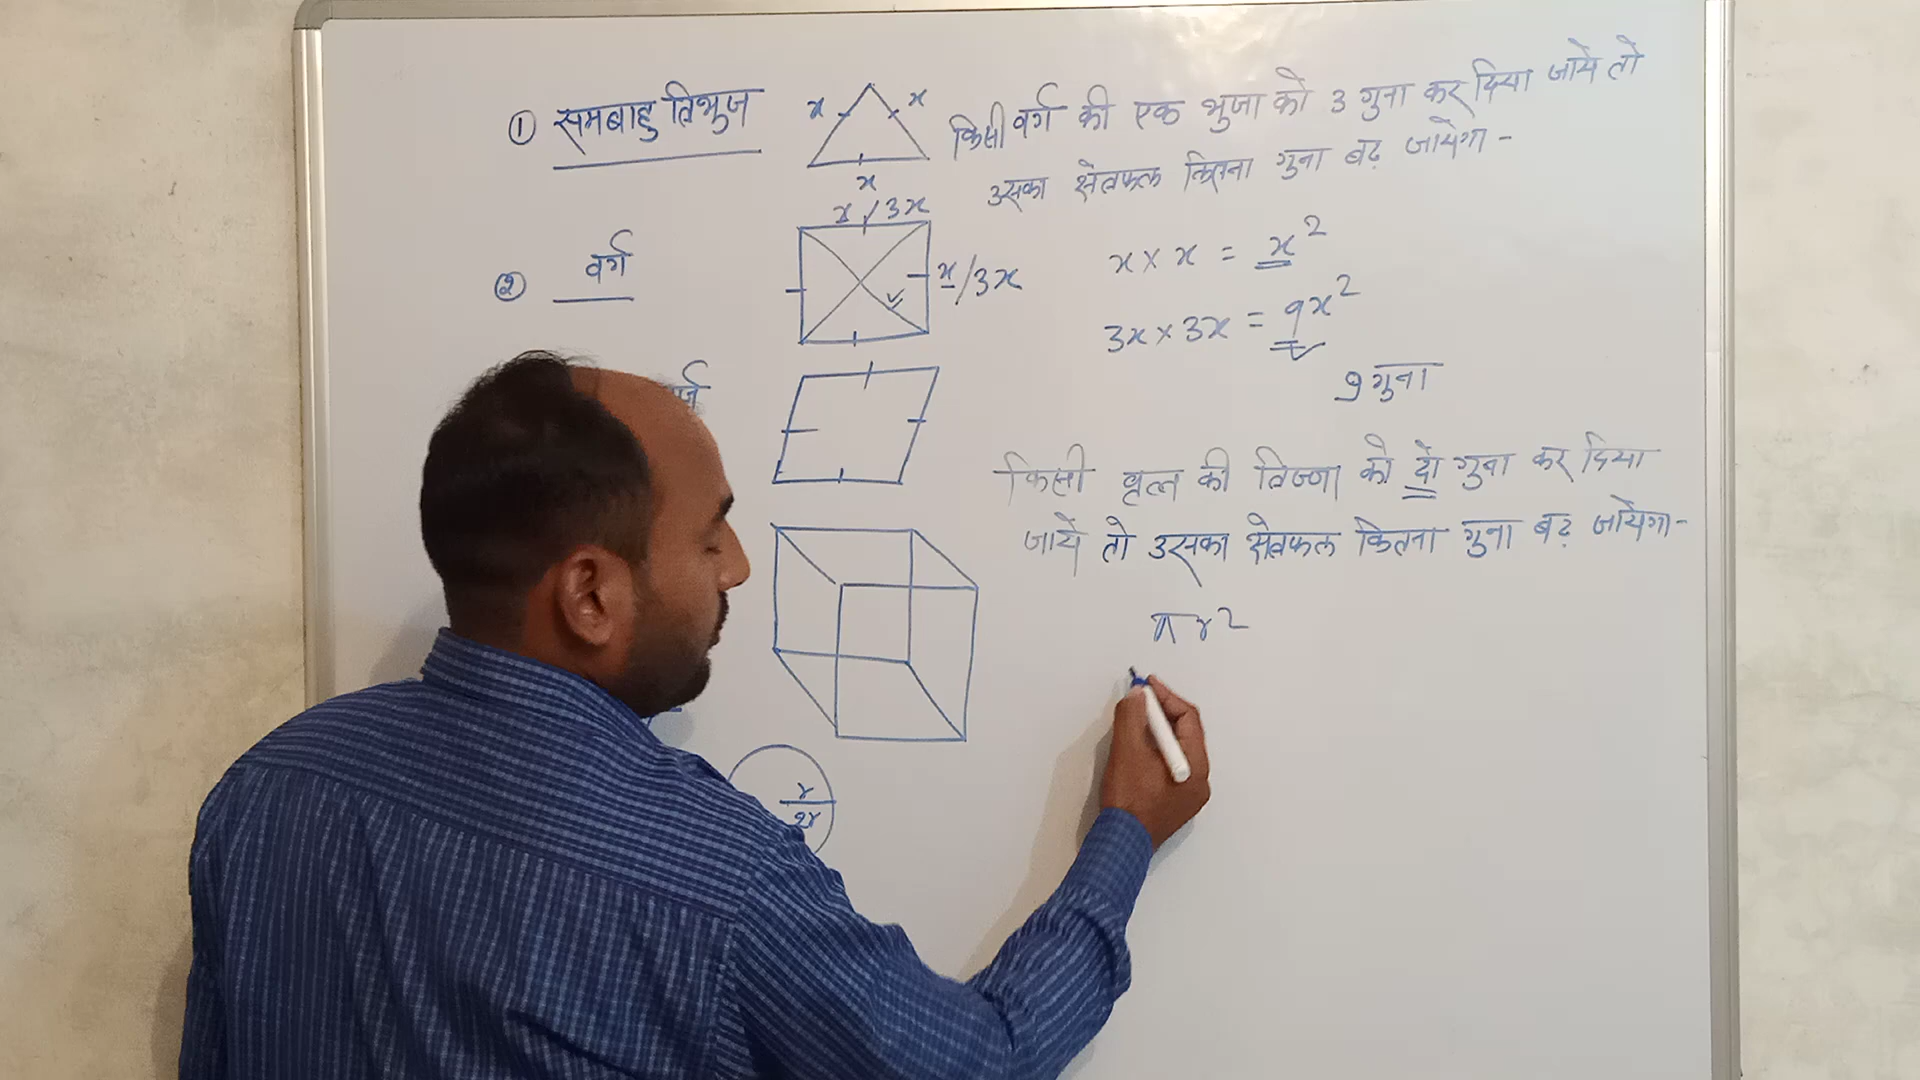 ① समबाहु त्रिभुज
x x
x
किसी वर्ग की एक भुजा को 3 गुना कर दिया जाये तो
उसका क्षेत्रफल कितना गुना बढ़ जायेगा -
② वर्ग
x / 3x
x / 3x
x × x = x²
3x × 3x = 9x²
9 गुना
किसी वृत्त की त्रिज्या को दो गुना कर दिया
जाये तो उसका क्षेत्रफल कितना गुना बढ़ जायेगा -
πr²
r
2r